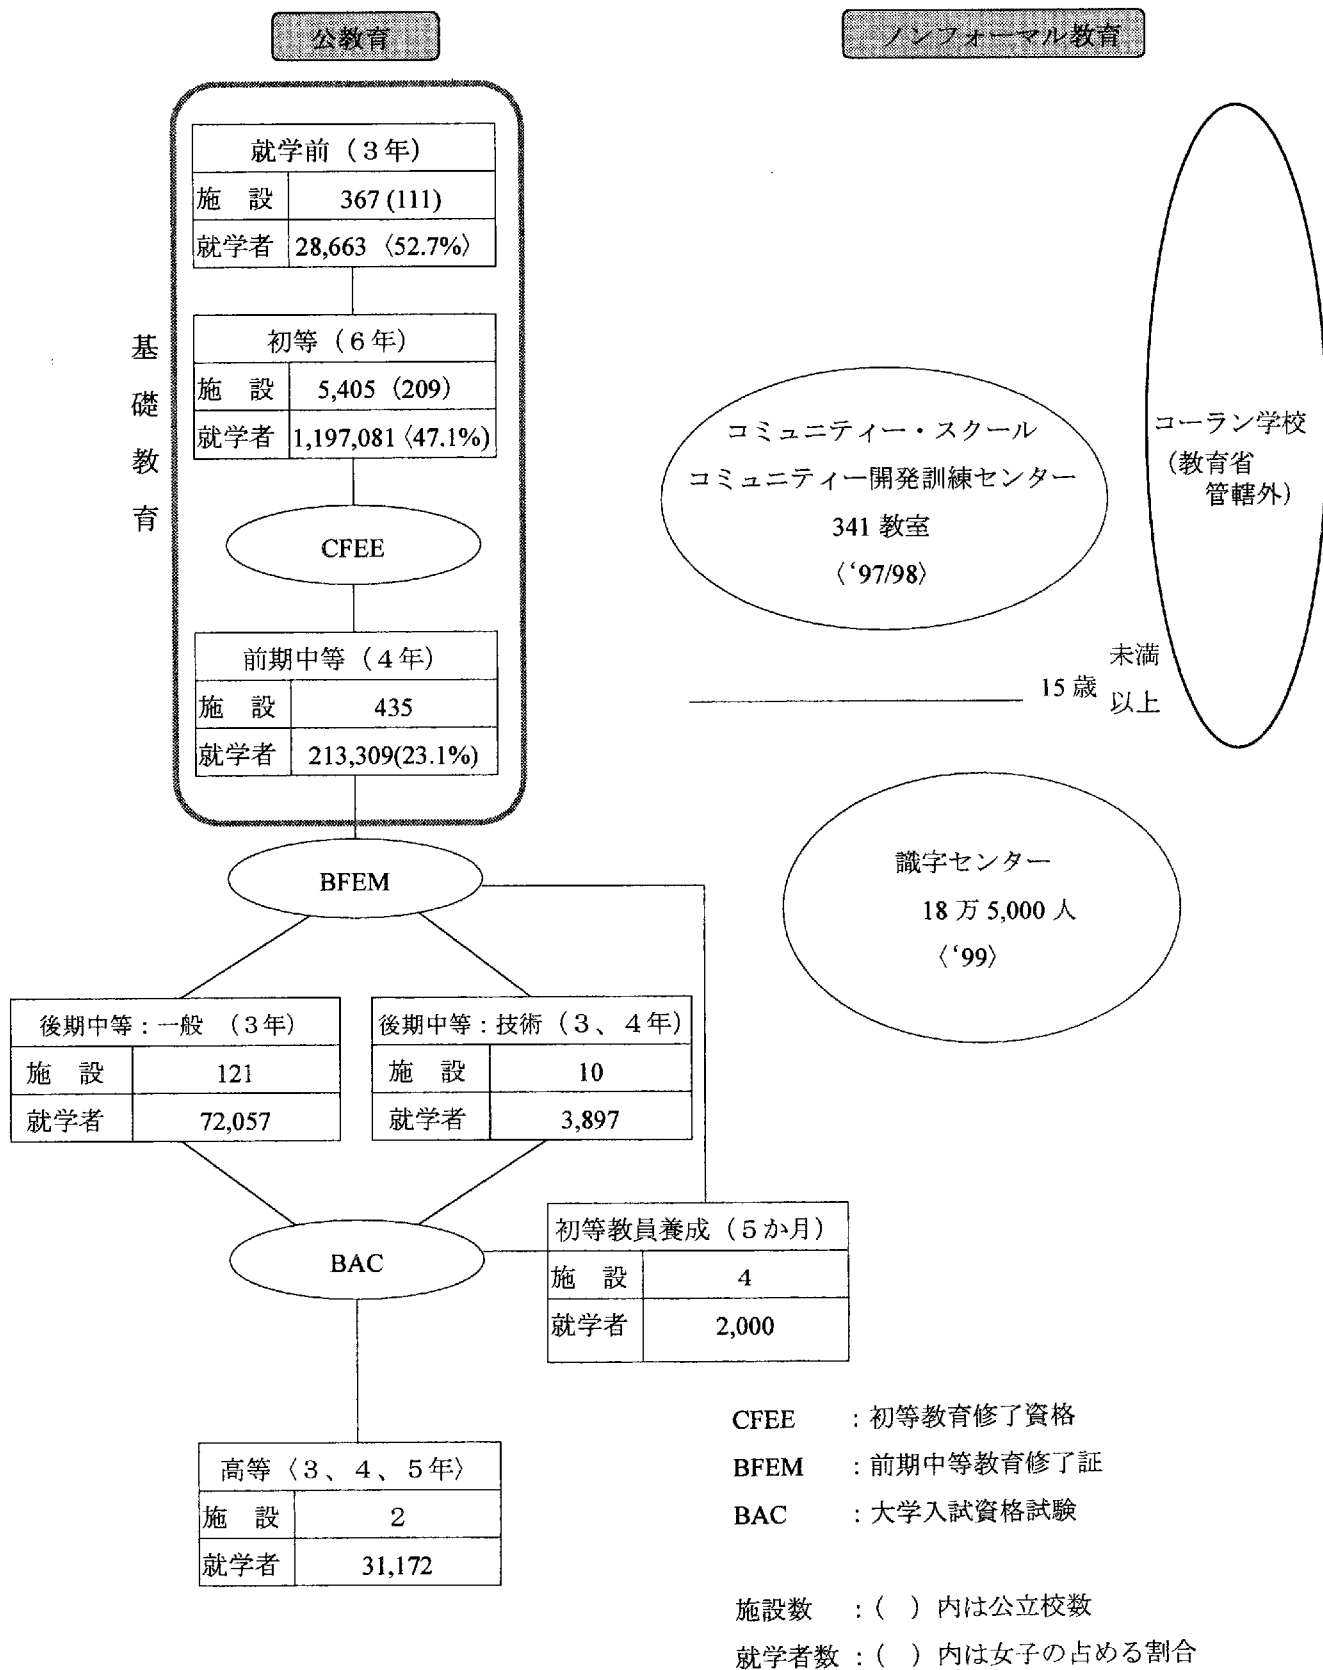 公教育
ノンフォーマル教育
就学前（3年）
施　設 367 (111)
就学者 28,663〈52.7%〉
基礎教育
初等（6年）
施　設 5,405（209）
就学者 1,197,081〈47.1%)
CFEE
前期中等（4年）
施　設 435
就学者 213,309(23.1%)
BFEM
後期中等：一般　（3年）
施　設 121
就学者 72,057
後期中等：技術（3、4年）
施　設 10
就学者 3,897
BAC
初等教員養成（5か月）
施　設 4
就学者 2,000
高等〈3、4、5年〉
施　設 2
就学者 31,172
コミュニティー・スクール
コミュニティー開発訓練センター
341 教室
〈‘97/98〉
コーラン学校
（教育省
管轄外）
未満
15 歳
以上
識字センター
18 万 5,000 人
〈‘99〉
CFEE　：初等教育修了資格
BFEM　：前期中等教育修了証
BAC　：大学入試資格試験
施設数　：（　）内は公立校数
就学者数：（　）内は女子の占める割合